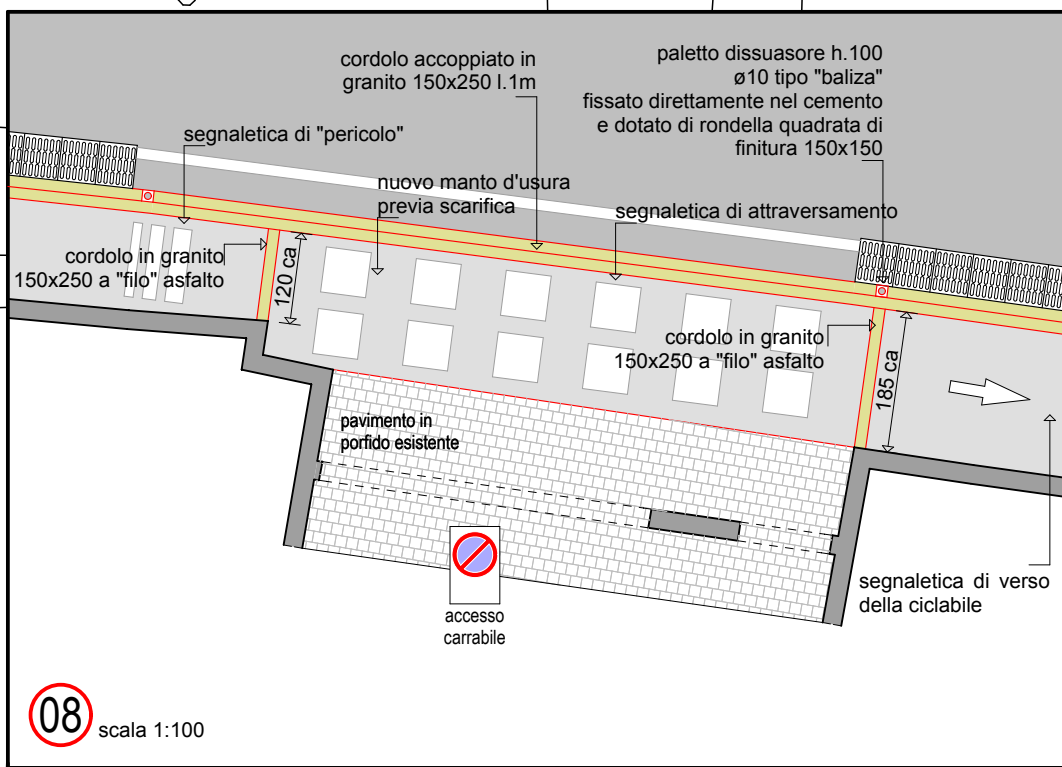 cordolo accoppiato in
granito 150x250 l.1m
paletto dissuasore h.100
ø10 tipo "baliza"
fissato direttamente nel cemento
e dotato di rondella quadrata di
finitura 150x150
segnaletica di "pericolo"
nuovo manto d'usura
previa scarifica
segnaletica di attraversamento
cordolo in granito
150x250 a "filo" asfalto
120 ca
cordolo in granito
150x250 a "filo" asfalto
185 ca
pavimento in
porfido esistente
segnaletica di verso
della ciclabile
accesso
carrabile
08
scala 1:100